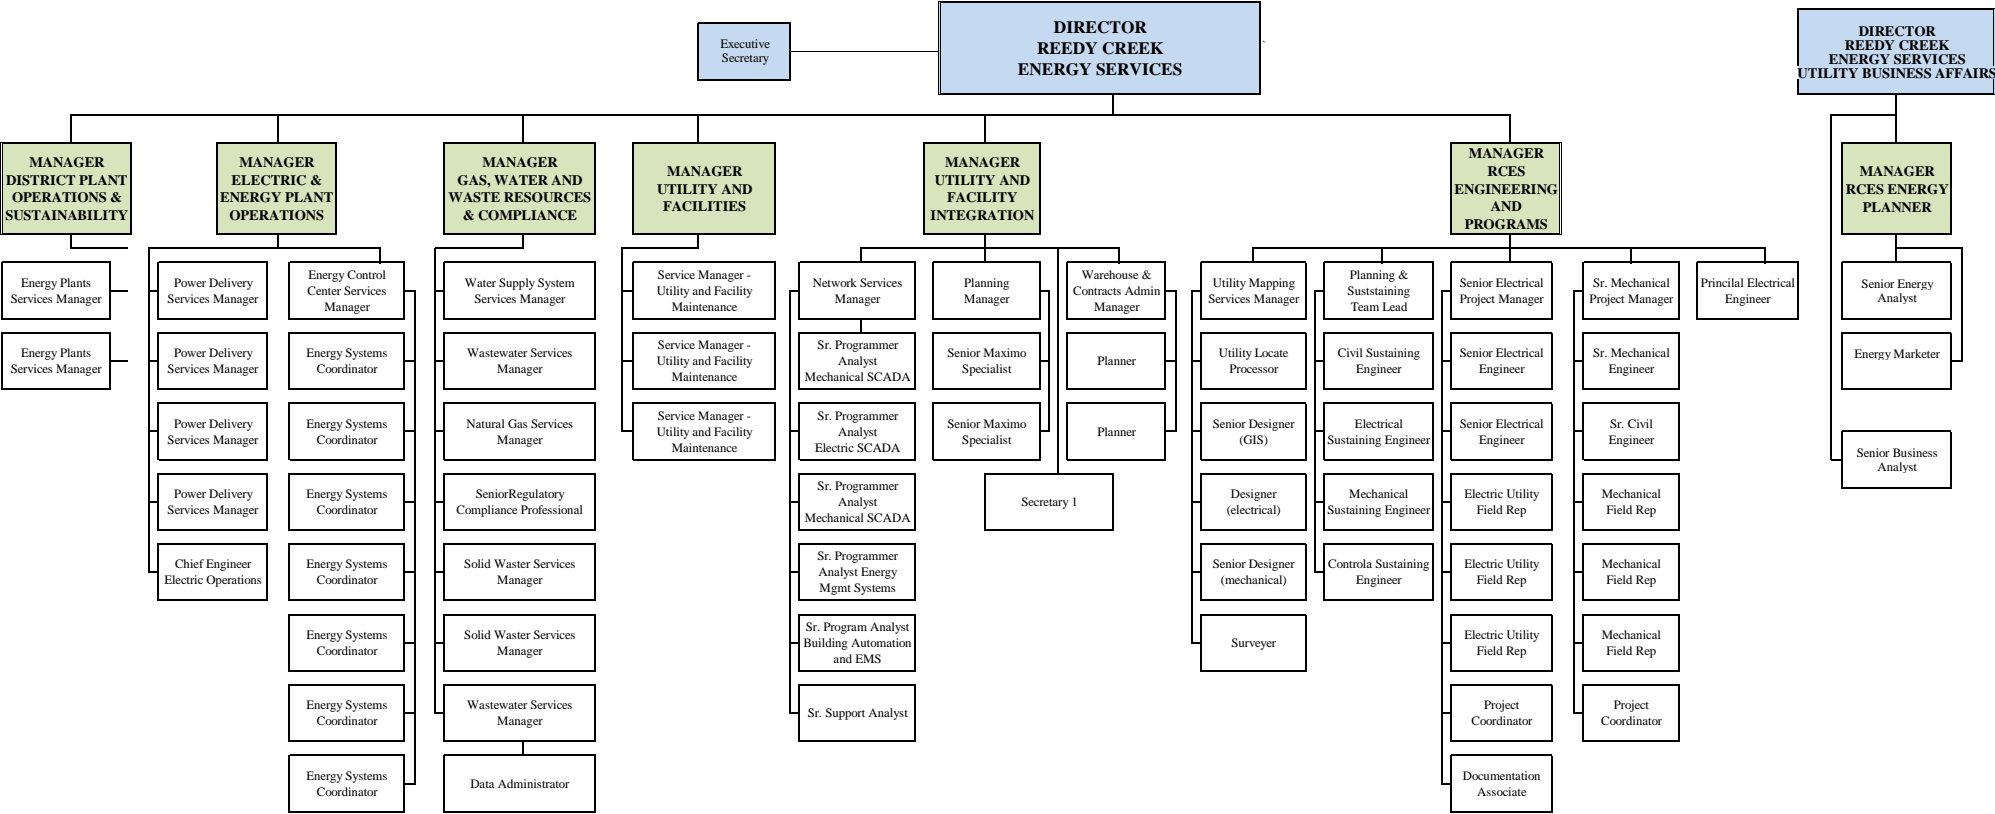 Executive
Secretary
DIRECTOR
REEDY CREEK
ENERGY SERVICES
`
DIRECTOR
REEDY CREEK
ENERGY SERVICES
UTILITY BUSINESS AFFAIRS
MANAGER
DISTRICT PLANT
OPERATIONS &
SUSTAINABILITY
MANAGER
ELECTRIC &
ENERGY PLANT
OPERATIONS
MANAGER
GAS, WATER AND
WASTE RESOURCES
& COMPLIANCE
MANAGER
UTILITY AND
FACILITIES
MANAGER
UTILITY AND
FACILITY
INTEGRATION
MANAGER
RCES
ENGINEERING
AND
PROGRAMS
MANAGER
RCES ENERGY
PLANNER
Energy Plants
Services Manager
Energy Plants
Services Manager
Power Delivery
Services Manager
Power Delivery
Services Manager
Power Delivery
Services Manager
Power Delivery
Services Manager
Chief Engineer
Electric Operations
Energy Control
Center Services
Manager
Energy Systems
Coordinator
Energy Systems
Coordinator
Energy Systems
Coordinator
Energy Systems
Coordinator
Energy Systems
Coordinator
Energy Systems
Coordinator
Energy Systems
Coordinator
Water Supply System
Services Manager
Wastewater Services
Manager
Natural Gas Services
Manager
SeniorRegulatory
Compliance Professional
Solid Waster Services
Manager
Solid Waster Services
Manager
Wastewater Services
Manager
Data Administrator
Service Manager -
Utility and Facility
Maintenance
Service Manager -
Utility and Facility
Maintenance
Service Manager -
Utility and Facility
Maintenance
Network Services
Manager
Sr. Programmer
Analyst
Mechanical SCADA
Sr. Programmer
Analyst
Electric SCADA
Sr. Programmer
Analyst
Mechanical SCADA
Sr. Programmer
Analyst Energy
Mgmt Systems
Sr. Program Analyst
Building Automation
and EMS
Sr. Support Analyst
Planning
Manager
Senior Maximo
Specialist
Senior Maximo
Specialist
Secretary 1
Warehouse &
Contracts Admin
Manager
Planner
Planner
Utility Mapping
Services Manager
Utility Locate
Processor
Senior Designer
(GIS)
Designer
(electrical)
Senior Designer
(mechanical)
Surveyer
Planning &
Suststaining
Team Lead
Civil Sustaining
Engineer
Electrical
Sustaining Engineer
Mechanical
Sustaining Engineer
Controla Sustaining
Engineer
Senior Electrical
Project Manager
Senior Electrical
Engineer
Senior Electrical
Engineer
Electric Utility
Field Rep
Electric Utility
Field Rep
Electric Utility
Field Rep
Project
Coordinator
Documentation
Associate
Sr. Mechanical
Project Manager
Sr. Mechanical
Engineer
Sr. Civil
Engineer
Mechanical
Field Rep
Mechanical
Field Rep
Mechanical
Field Rep
Project
Coordinator
Princilal Electrical
Engineer
Senior Energy
Analyst
Energy Marketer
Senior Business
Analyst